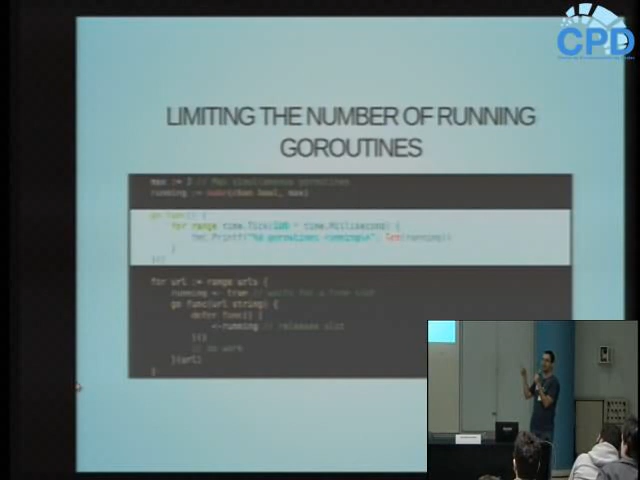 CPD
LIMITING THE NUMBER OF RUNNING
GOROUTINES
max := 3 // Max simultaneous goroutines
running := make(chan bool, max)
go func() {
for range time.Tick(100 * time.Millisecond) {
fmt.Printf("%d goroutines running\n", len(running))
}
}()
for url := range urls {
running <- true // waits for a free slot
go func(url string) {
defer func() {
<-running // release slot
}()
// do work
}(url)
}